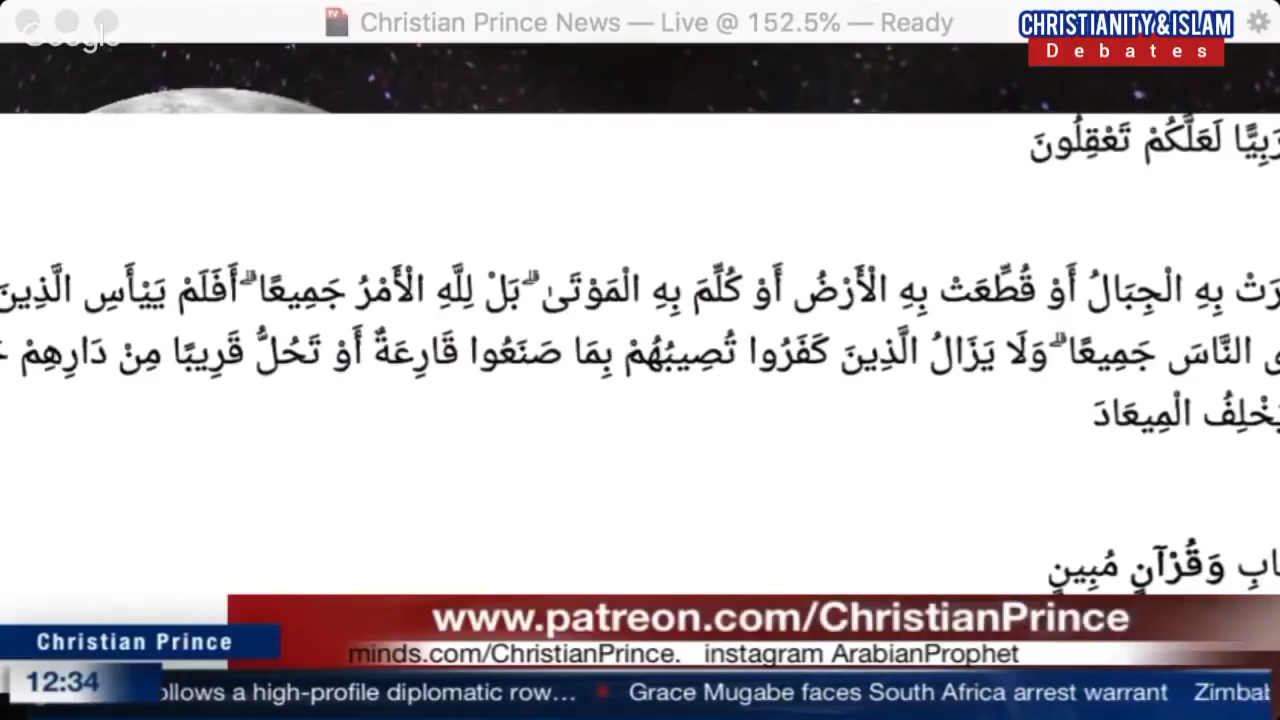 Christian Prince News — Live @ 152.5% — Ready
Google
CHRISTIANITY & ISLAM
Debates
لَعَلَّكُمْ تَعْقِلُونَ
بِهِ الْجِبَالُ أَوْ قُطِّعَتْ بِهِ الْأَرْضُ أَوْ كُلِّمَ بِهِ الْمَوْتَىٰ ۗ بَلْ لِلَّهِ الْأَمْرُ جَمِيعًا ۗ أَفَلَمْ يَيْأَسِ الَّذِينَ
النَّاسَ جَمِيعًا ۗ وَلَا يَزَالُ الَّذِينَ كَفَرُوا تُصِيبُهُمْ بِمَا صَنَعُوا قَارِعَةٌ أَوْ تَحُلُّ قَرِيبًا مِنْ دَارِهِمْ
الْمِيعَادَ
وَقُرْآنٍ مُبِينٍ
www.patreon.com/ChristianPrince
Christian Prince
minds.com/ChristianPrince. instagram ArabianProphet
12:34
ollows a high-profile diplomatic row... • Grace Mugabe faces South Africa arrest warrant Zimbab